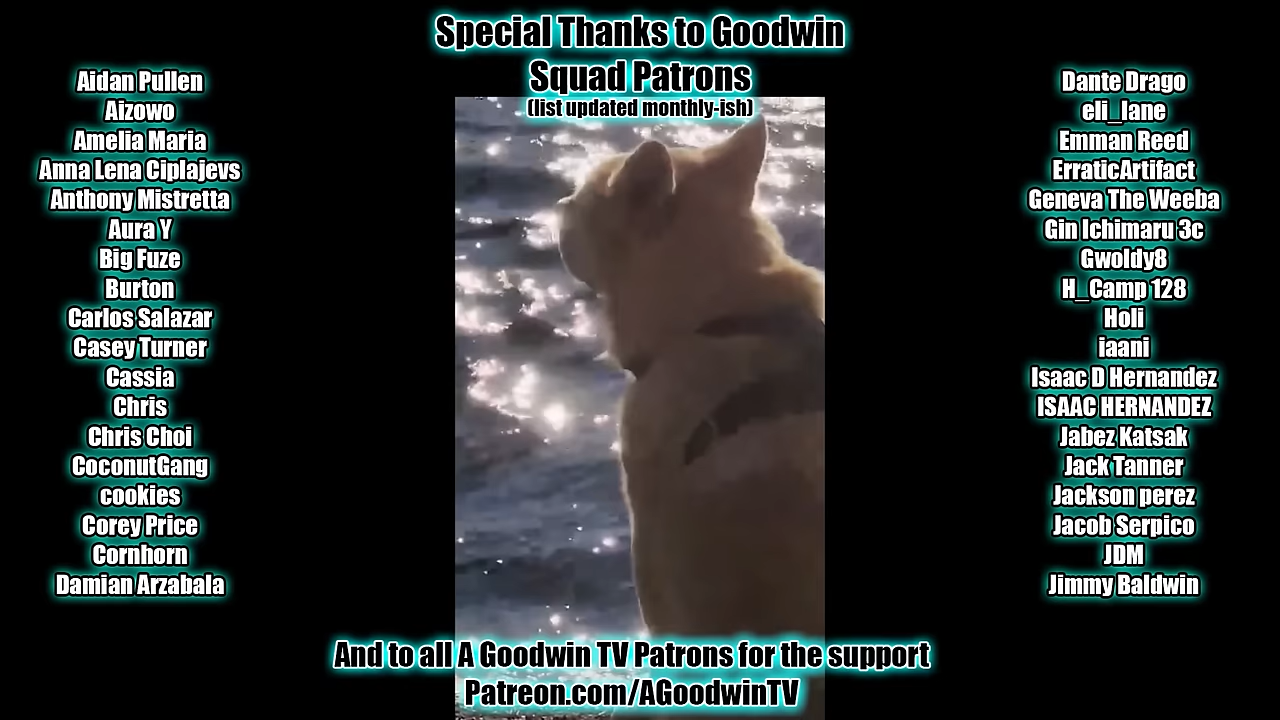 Special Thanks to Goodwin
Squad Patrons
(list updated monthly-ish)
Aidan Pullen
Aizowo
Amelia Maria
Anna Lena Ciplajevs
Anthony Mistretta
Aura Y
Big Fuze
Burton
Carlos Salazar
Casey Turner
Cassia
Chris
Chris Choi
CoconutGang
cookies
Corey Price
Cornhorn
Damian Arzabala
Dante Drago
eli_lane
Emman Reed
ErraticArtifact
Geneva The Weeba
Gin Ichimaru 3c
Gwoldy8
H_Camp 128
Holi
iaani
Isaac D Hernandez
ISAAC HERNANDEZ
Jabez Katsak
Jack Tanner
Jackson perez
Jacob Serpico
JDM
Jimmy Baldwin
And to all A Goodwin TV Patrons for the support
Patreon.com/AGoodwinTV